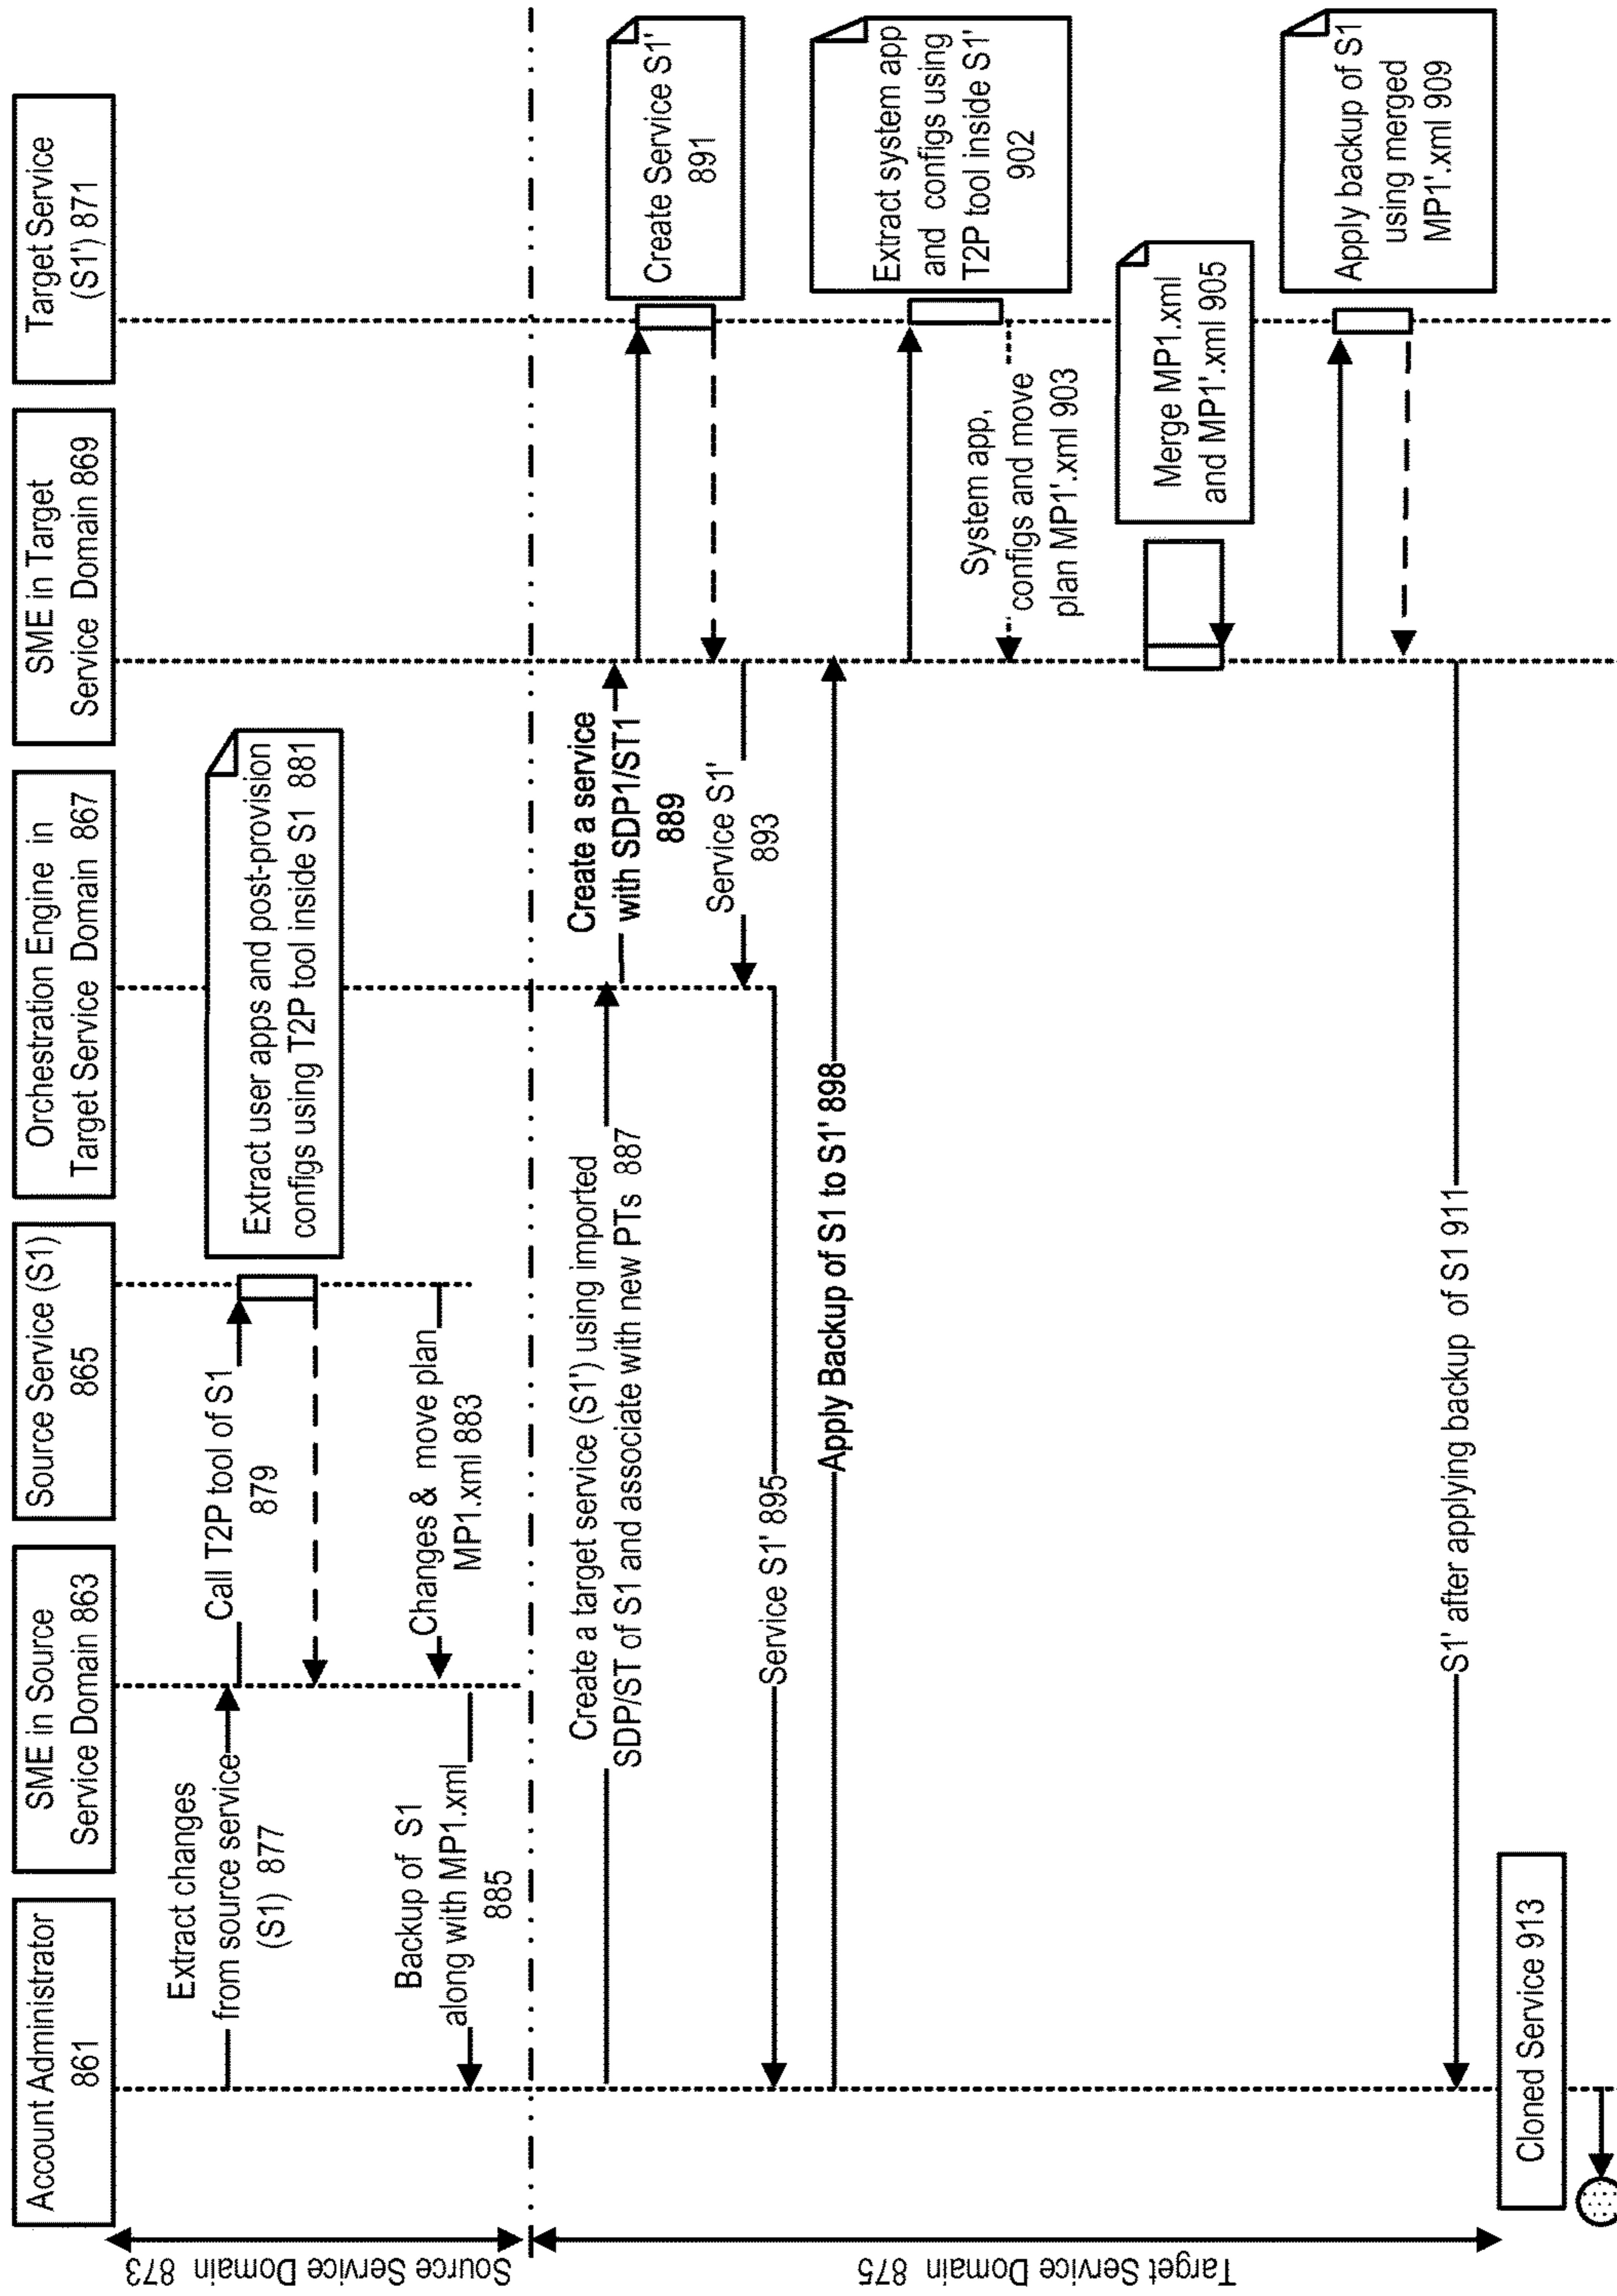 Account Administrator
861
SME in Source
Service Domain 863
Source Service (S1)
865
Orchestration Engine in
Target Service Domain 867
SME in Target
Service Domain 869
Target Service
(S1') 871
Source Service Domain 873
Extract changes
from source service
(S1) 877
Call T2P tool of S1
879
Extract user apps and post-provision
configs using T2P tool inside S1 881
Changes & move plan
MP1.xml 883
Backup of S1
along with MP1.xml
885
Target Service Domain 875
Create a target service (S1') using imported
SDP/ST of S1 and associate with new PTs 887
Create a service
with SDP1/ST1
889
Create Service S1'
891
Service S1'
893
Service S1' 895
Apply Backup of S1 to S1' 898
Extract system app
and configs using
T2P tool inside S1'
902
System app,
configs and move
plan MP1'.xml 903
Merge MP1.xml
and MP1'.xml 905
Apply backup of S1
using merged
MP1'.xml 909
S1' after applying backup of S1 911
Cloned Service 913